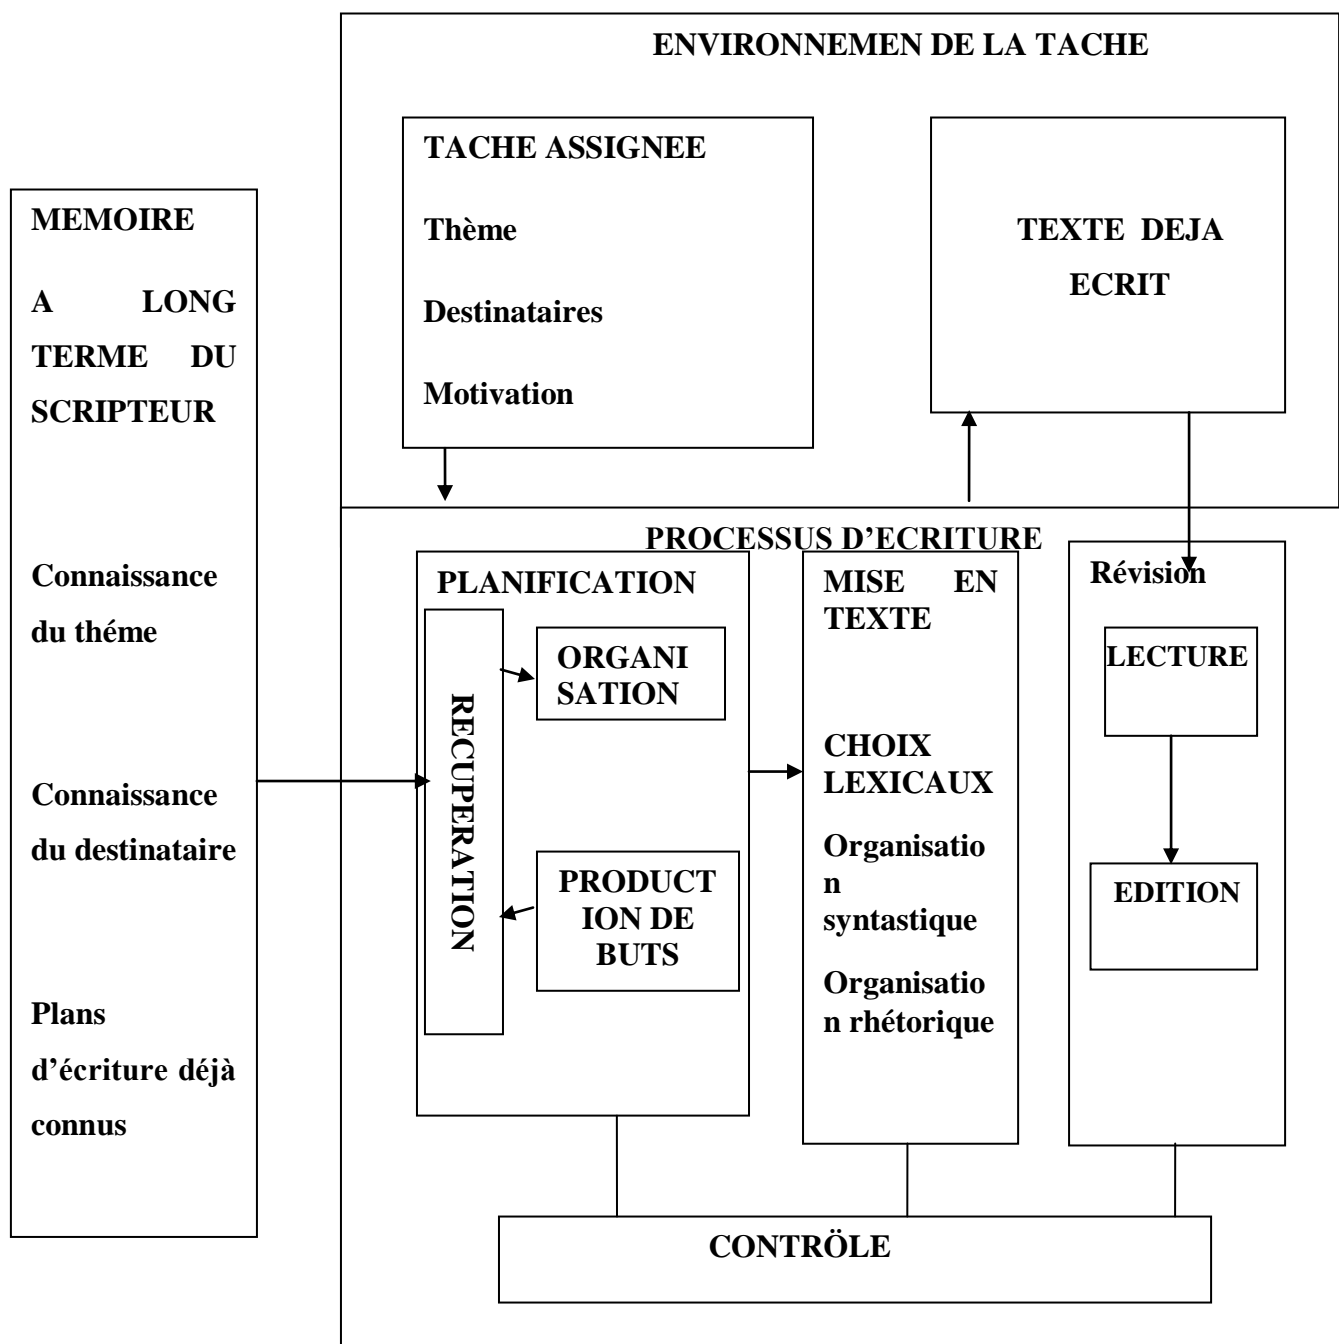 ENVIRONNEMEN DE LA TACHE
TACHE ASSIGNEE
Thème
Destinataires
Motivation
TEXTE DEJA
ECRIT
MEMOIRE
A LONG
TERME DU
SCRIPTEUR
Connaissance
du théme
Connaissance
du destinataire
Plans
d’écriture déjà
connus
PROCESSUS D’ECRITURE
PLANIFICATION
RECUPERATION
ORGANI
SATION
PRODUCT
ION DE
BUTS
MISE EN
TEXTE
CHOIX
LEXICAUX
Organisatio
n
syntastique
Organisatio
n rhétorique
Révision
LECTURE
EDITION
CONTRÖLE